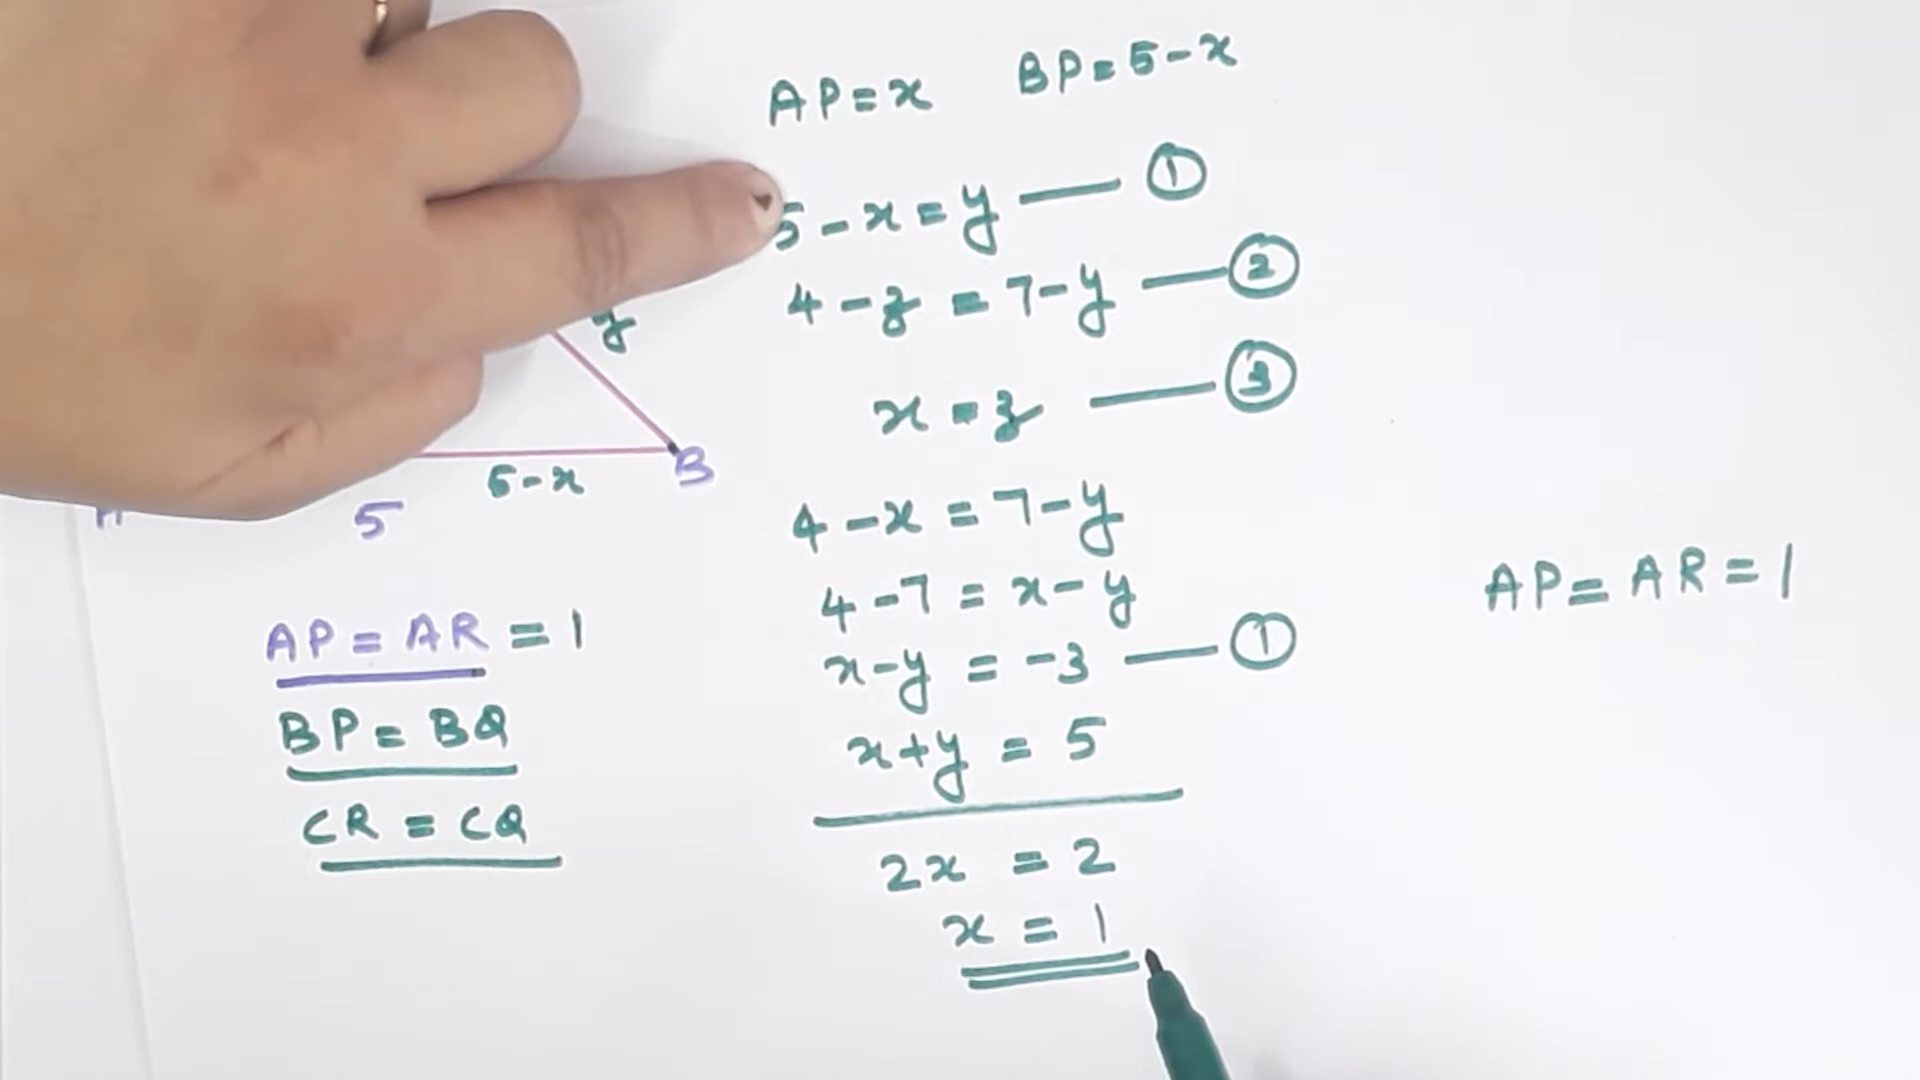 AP = x BP = 5 - x
5 - x = y — ①
4 - z = 7 - y — ②
x = z — ③
y
B
5 - x
5
4 - x = 7 - y
4 - 7 = x - y
x - y = -3 — ①
x + y = 5
2x = 2
x = 1
AP = AR = 1
BP = BQ
CR = CQ
AP = AR = 1